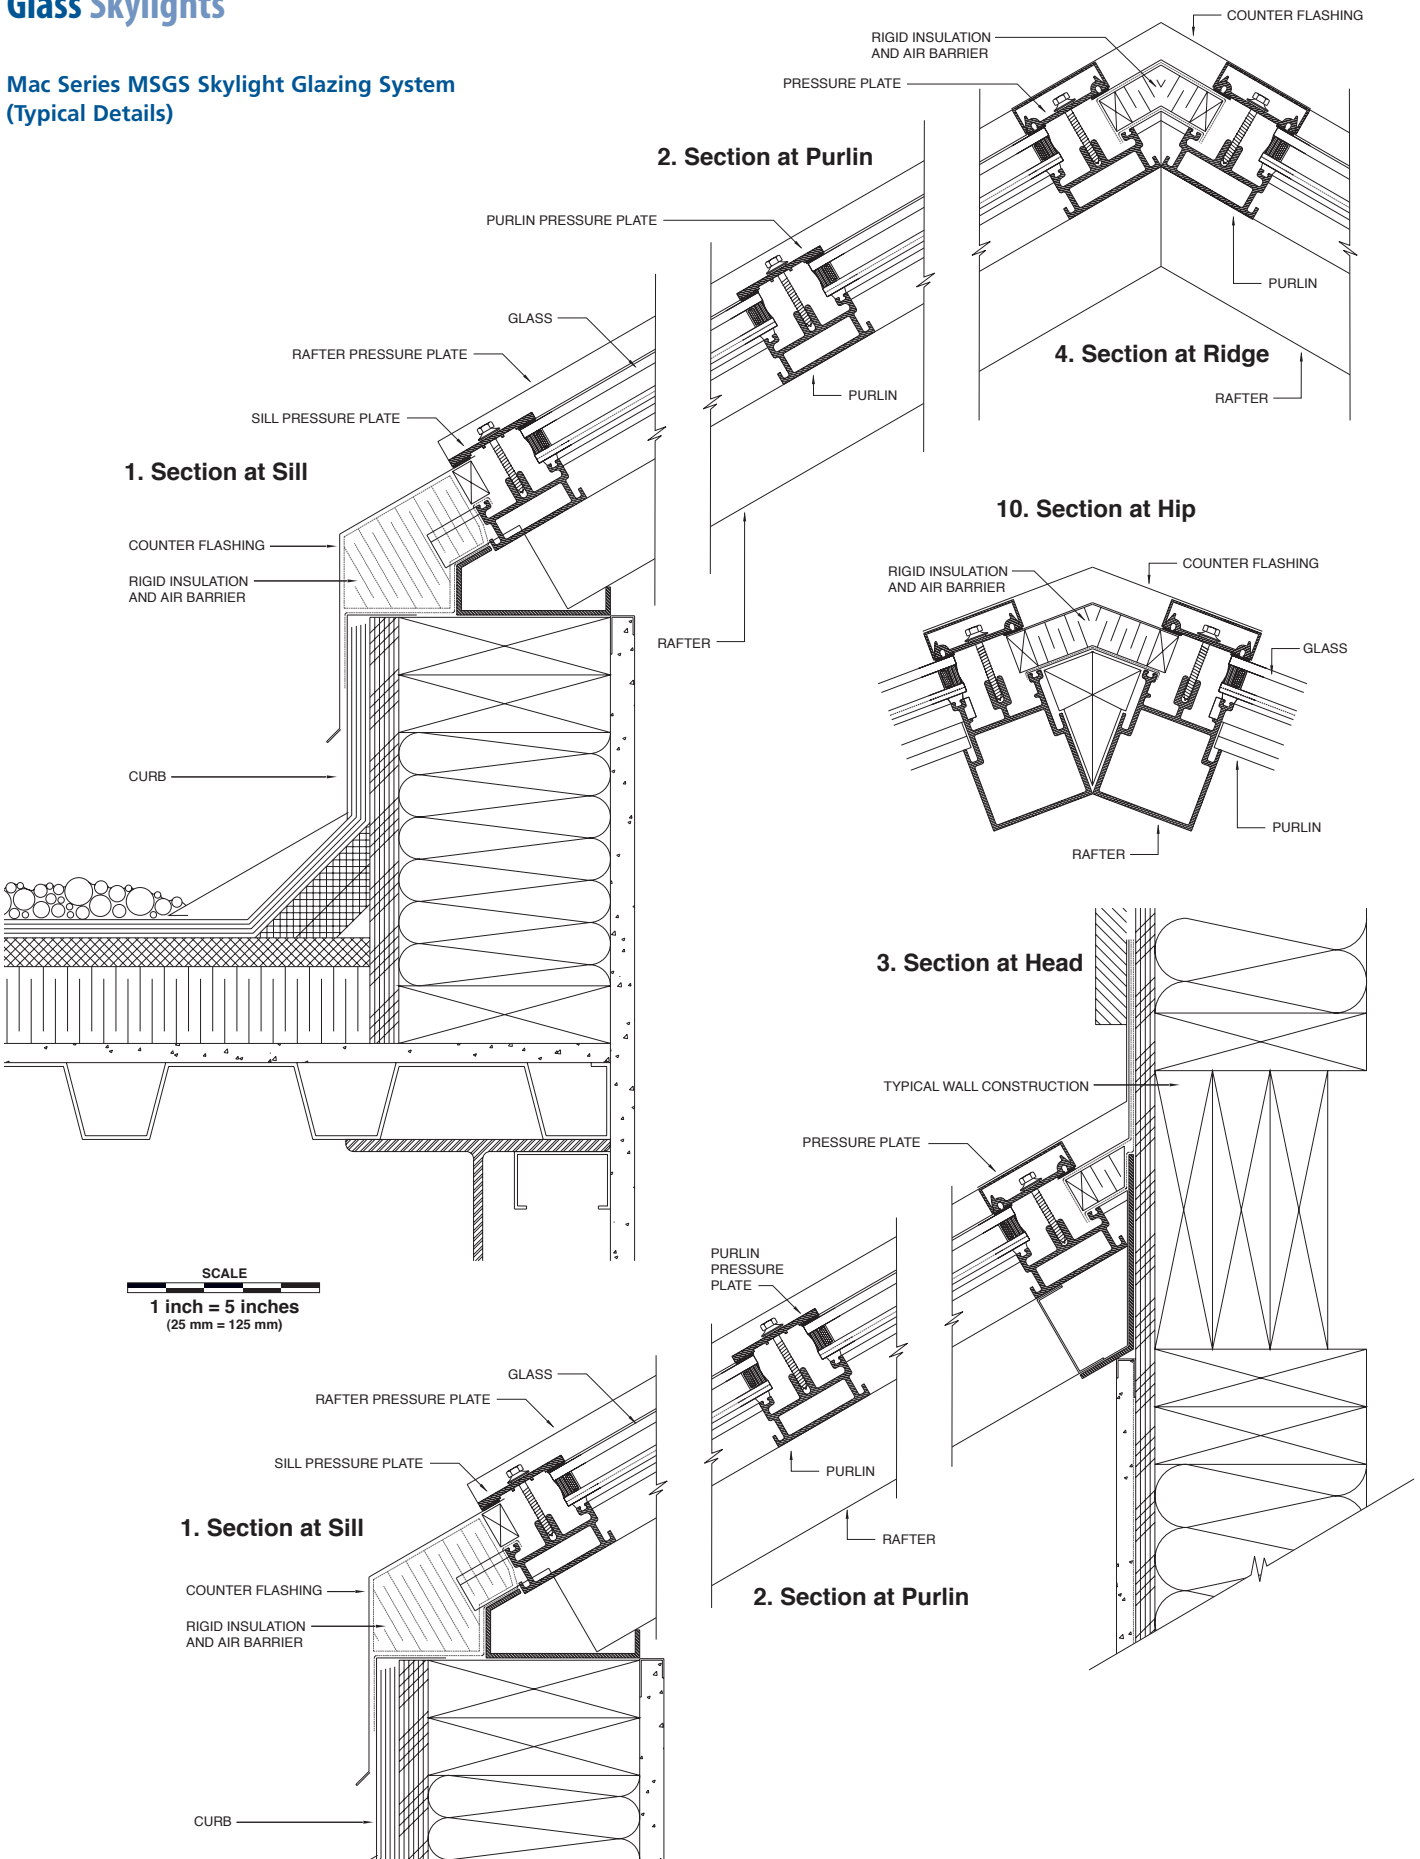 Glass Skylights
Mac Series MSGS Skylight Glazing System
(Typical Details)
COUNTER FLASHING
RIGID INSULATION
AND AIR BARRIER
PRESSURE PLATE
2. Section at Purlin
PURLIN PRESSURE PLATE
PURLIN
GLASS
4. Section at Ridge
RAFTER PRESSURE PLATE
PURLIN
RAFTER
SILL PRESSURE PLATE
1. Section at Sill
10. Section at Hip
COUNTER FLASHING
RIGID INSULATION
AND AIR BARRIER
COUNTER FLASHING
RIGID INSULATION
AND AIR BARRIER
RAFTER
GLASS
CURB
PURLIN
RAFTER
3. Section at Head
TYPICAL WALL CONSTRUCTION
PRESSURE PLATE
PURLIN
PRESSURE
PLATE
SCALE
1 inch = 5 inches
(25 mm = 125 mm)
GLASS
RAFTER PRESSURE PLATE
SILL PRESSURE PLATE
PURLIN
1. Section at Sill
RAFTER
COUNTER FLASHING
2. Section at Purlin
RIGID INSULATION
AND AIR BARRIER
CURB